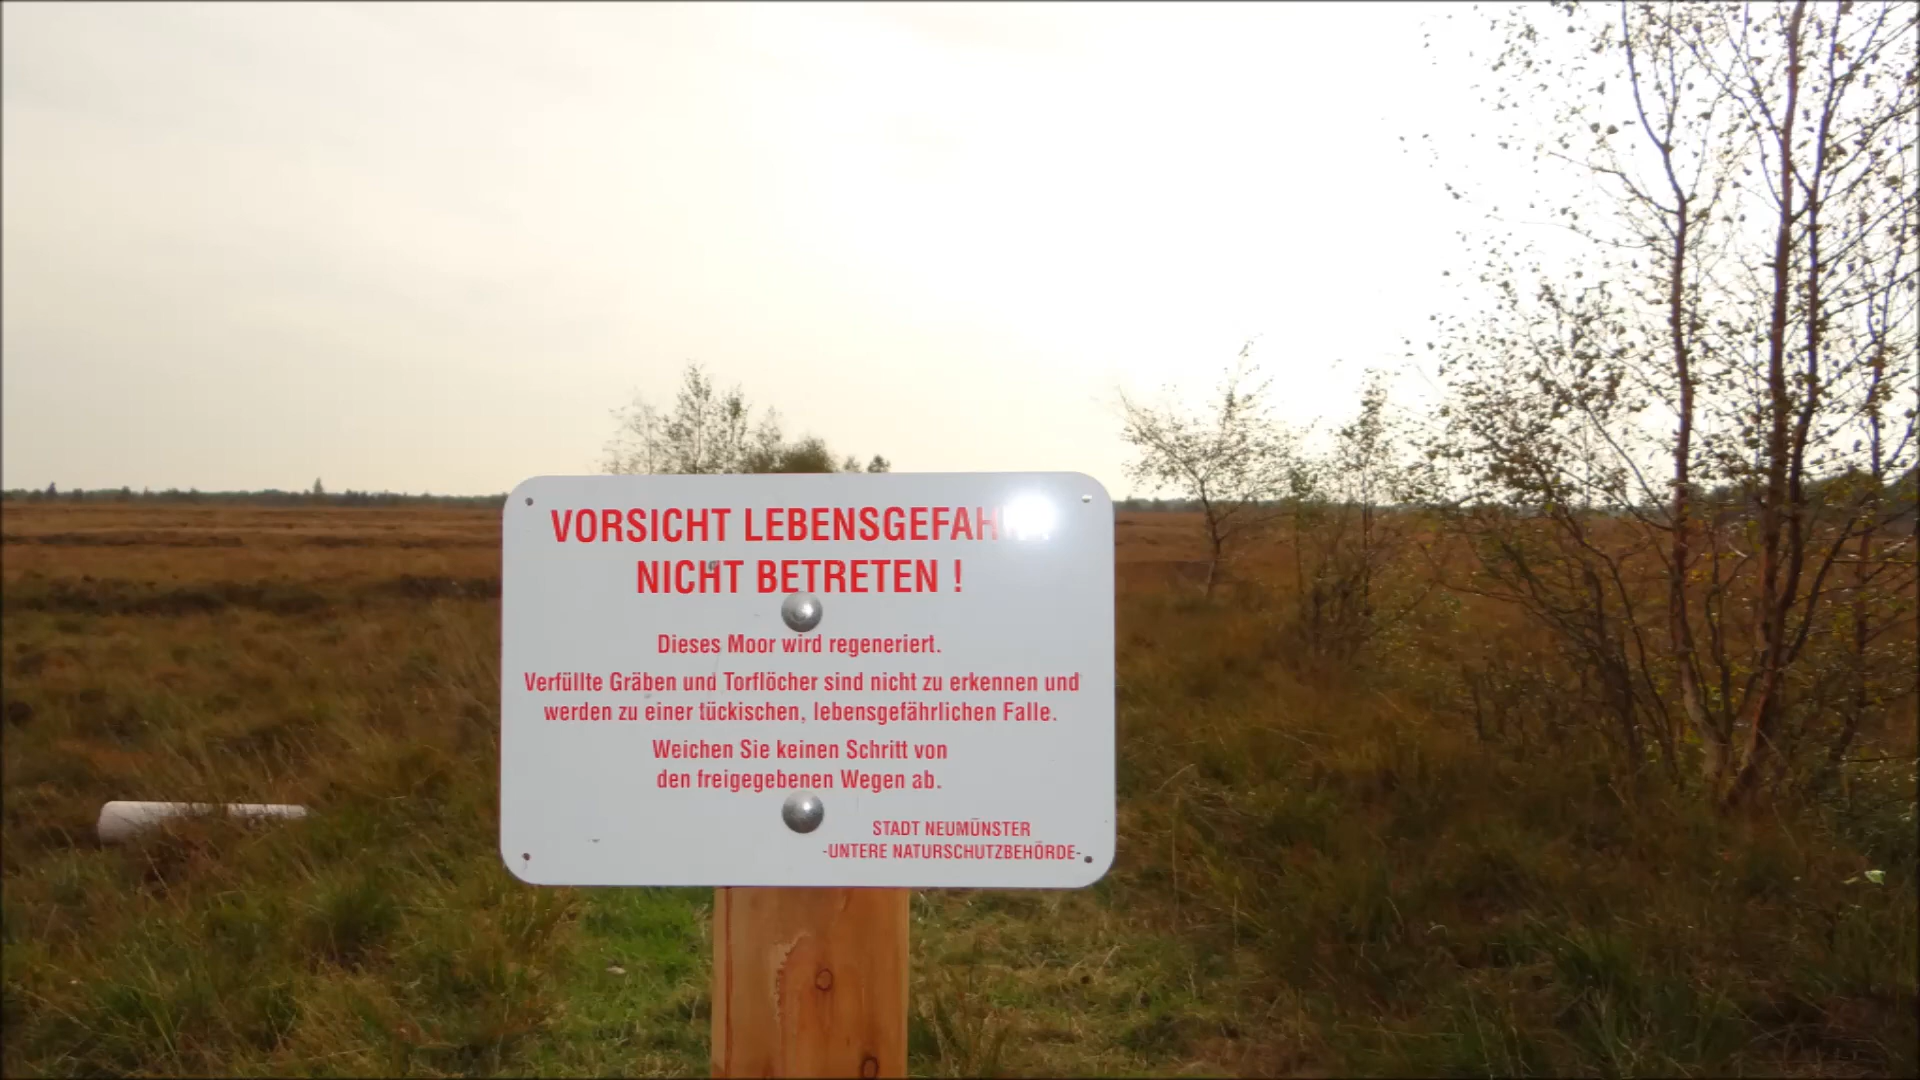 VORSICHT LEBENSGEFAHR !
NICHT BETRETEN !
Dieses Moor wird regeneriert.
Verfüllte Gräben und Torflöcher sind nicht zu erkennen und
werden zu einer tückischen, lebensgefährlichen Falle.
Weichen Sie keinen Schritt von
den freigegebenen Wegen ab.
STADT NEUMÜNSTER
-UNTERE NATURSCHUTZBEHÖRDE-